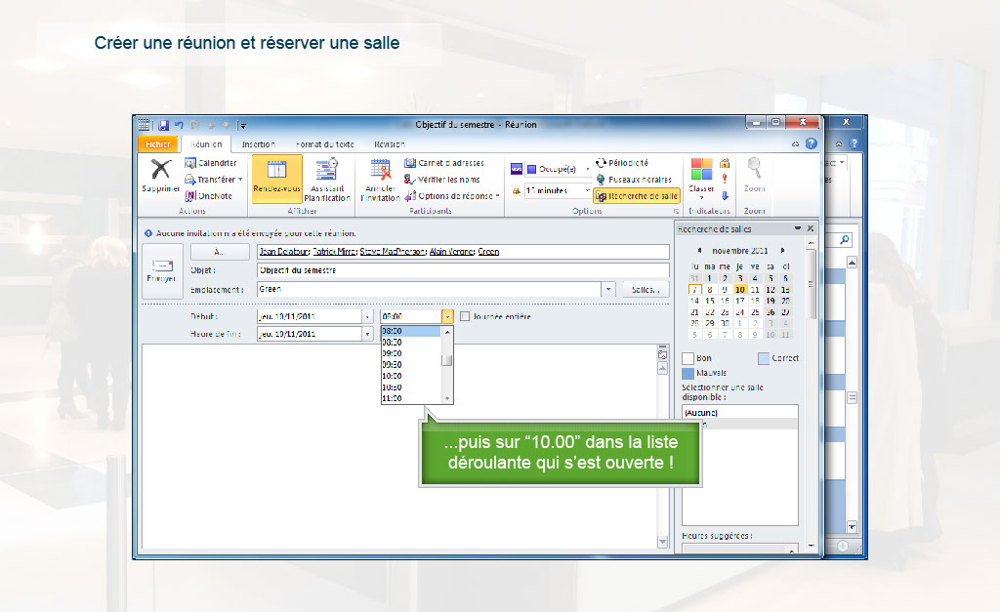 Créer une réunion et réserver une salle
Objectif du semestre - Réunion
Fichier Réunion Insertion Format du texte Révision
Supprimer
Calendrier
Transférer
OneNote
Actions
Rendez-vous
Assistant Planification
Afficher
Annuler l'invitation
Carnet d'adresses
Vérifier les noms
Options de réponse
Participants
Occupé(e)
15 minutes
Périodicité
Fuseaux horaires
Recherche de salle
Options
Classer
Indicateurs
Zoom
Zoom
Aucune invitation n'a été envoyée pour cette réunion.
Envoyer
À...
Jean Delatour; Patrick Mirre; Steve MacPherson; Alain Vergne; Green
Objet : Objectif du semestre
Emplacement : Green Salles...
Début : jeu. 10/11/2011 08:00 Journée entière
Heure de fin : jeu. 10/11/2011
08:00
08:30
09:00
09:30
10:00
10:30
11:00
...puis sur “10.00” dans la liste
déroulante qui s’est ouverte !
Recherche de salles
novembre 2011
lu ma me je ve sa di
31 1 2 3 4 5 6
7 8 9 10 11 12 13
14 15 16 17 18 19 20
21 22 23 24 25 26 27
28 29 30 1 2 3 4
5 6 7 8 9 10 11
Bon Correct
Mauvais
Sélectionner une salle
disponible :
(Aucune)
Heures suggérées :